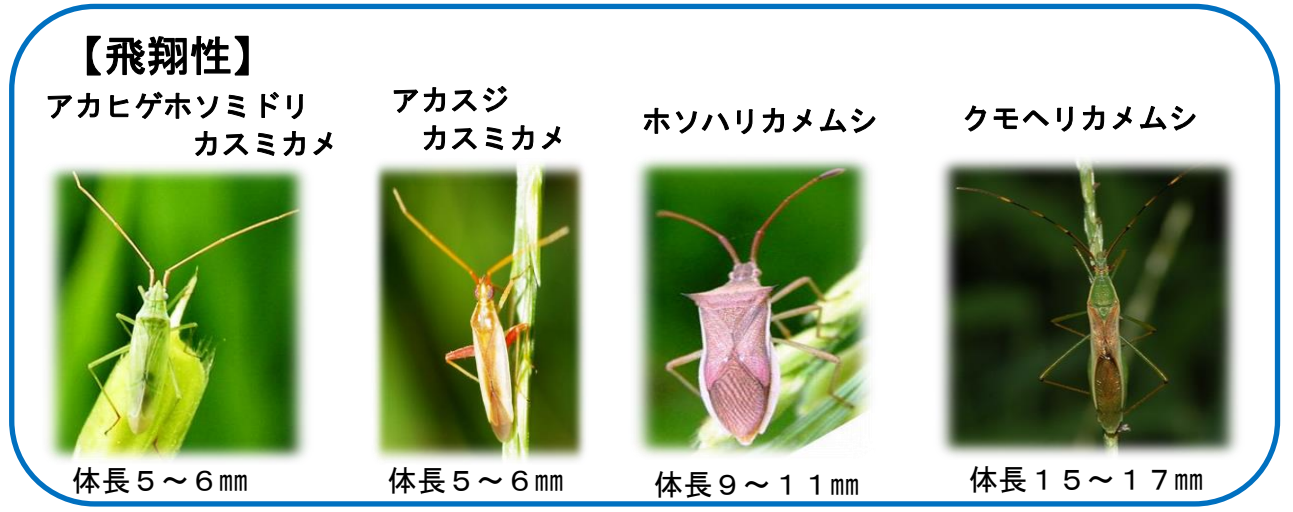 【飛翔性】
アカヒゲホソミドリ
カスミカメ
アカスジ
カスミカメ
ホソハリカメムシ
クモヘリカメムシ
体長５～６㎜
体長５～６㎜
体長９～１１㎜
体長１５～１７㎜